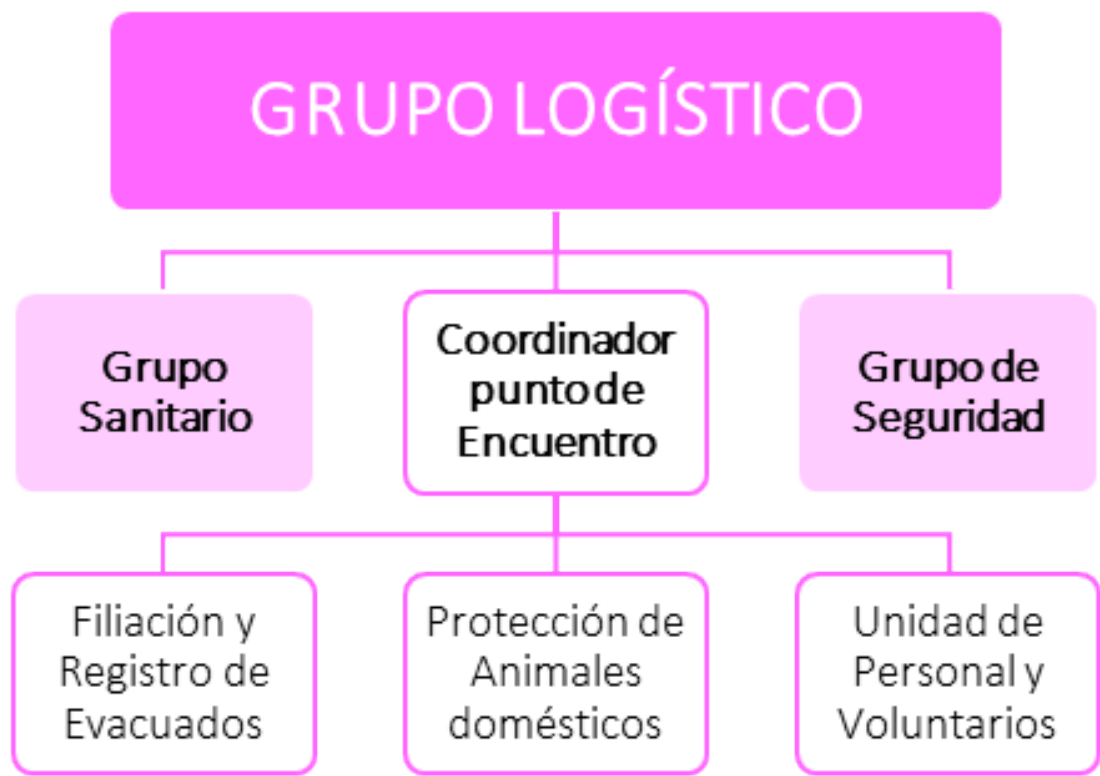 GRUPO LOGÍSTICO
Grupo
Sanitario
Coordinador
punto de
Encuentro
Grupo de
Seguridad
Filiación y
Registro de
Evacuados
Protección de
Animales
domésticos
Unidad de
Personal y
Voluntarios